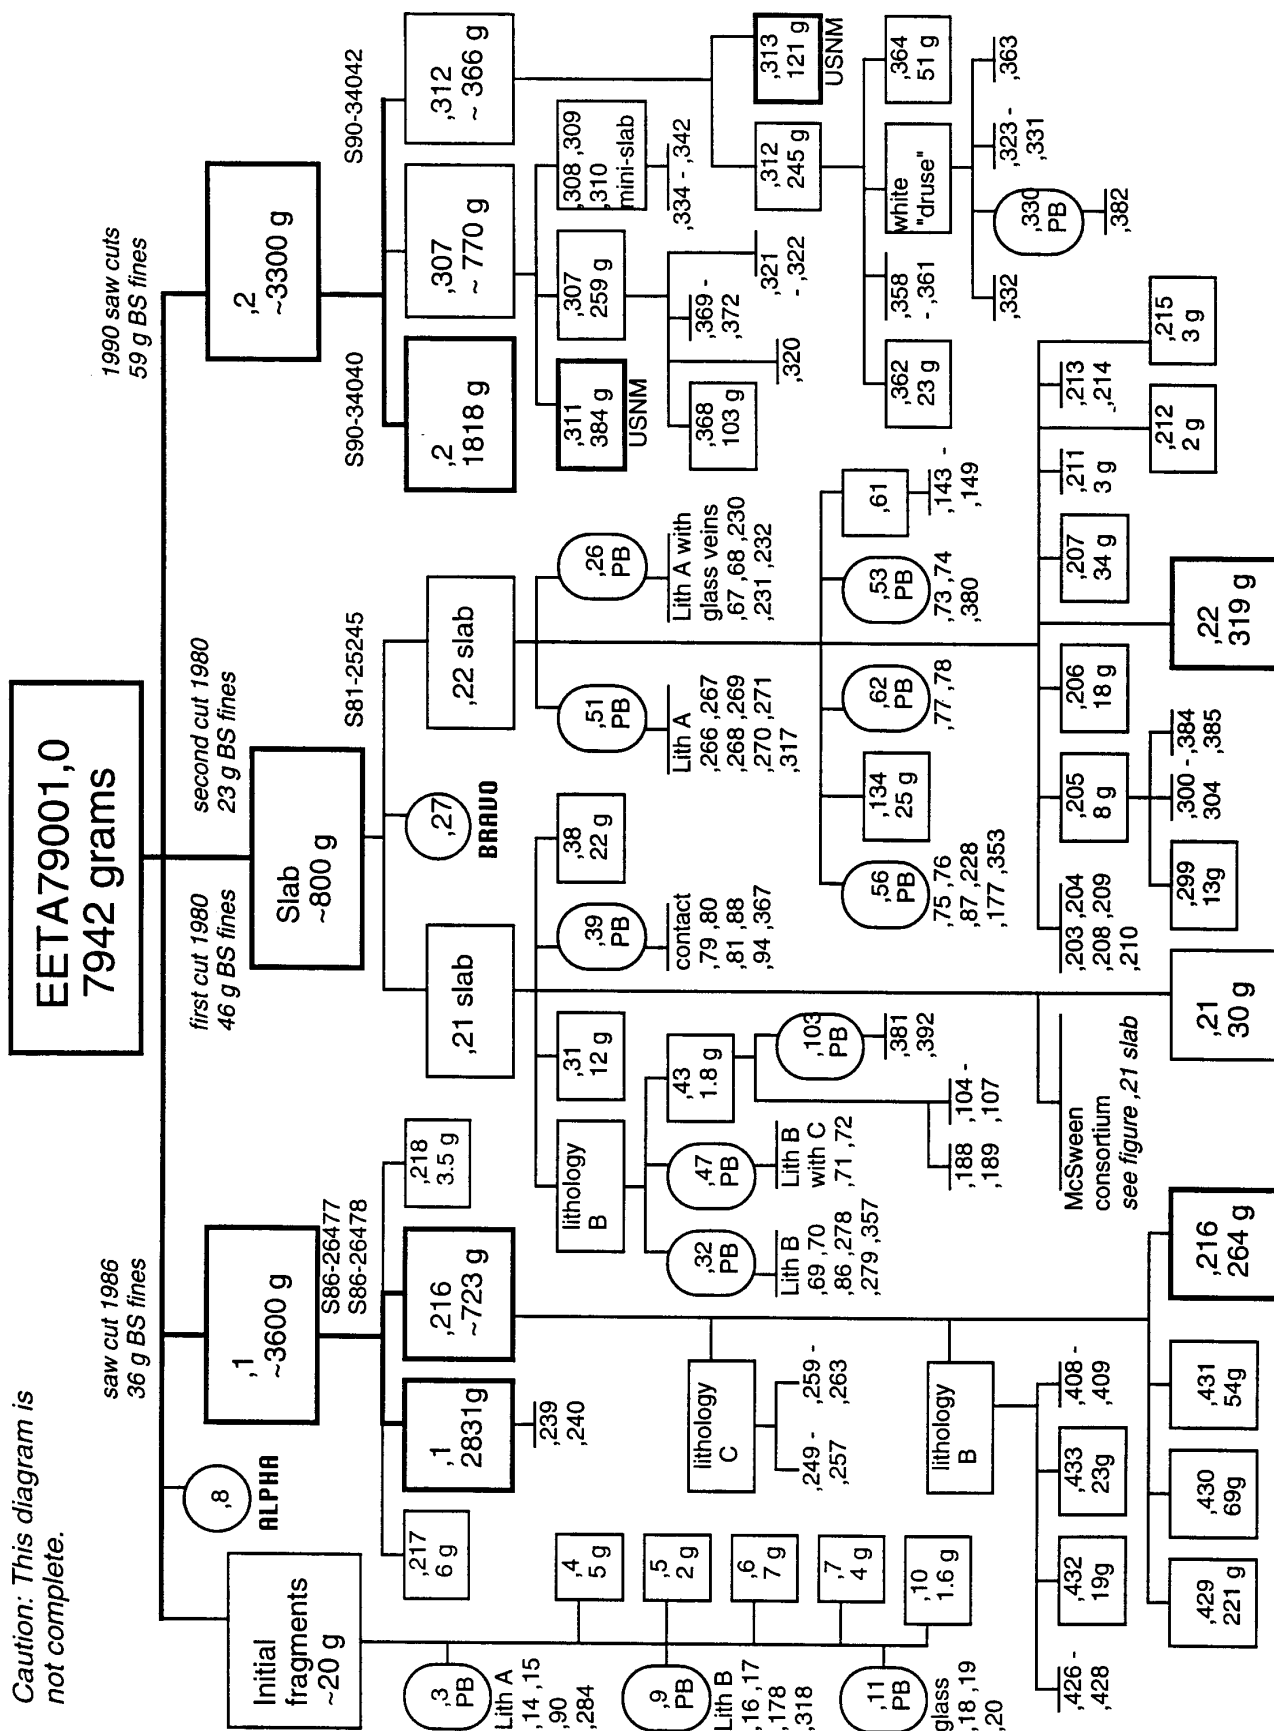 Caution: This diagram is
not complete.
EETA79001,0
7942 grams
saw cut 1986
36 g BS fines
first cut 1980
46 g BS fines
second cut 1980
23 g BS fines
1990 saw cuts
59 g BS fines
Initial
fragments
~20 g
,8
ALPHA
,1
~3600 g
Slab
~800 g
,2
~3300 g
,3
PB
Lith A
,14 ,15
,90
,284
,4
5 g
,9
PB
Lith B
,16 ,17
,178
,318
,5
2 g
,6
7 g
,7
4 g
,11
PB
glass
,18 ,19
,20
,10
1.6 g
S86-26477
S86-26478
,217
6 g
,1
2831g
,239
,240
,216
~723 g
,218
3.5 g
lithology
C
,249 -
,257
,259 -
,263
lithology
B
,426 -
,428
,432
19g
,433
23g
,408 -
,409
,429
221 g
,430
69g
,431
54g
,216
264 g
S81-25245
,21 slab
,27
BRAVO
,22 slab
lithology
B
,31
12 g
,39
PB
contact
,79 ,80
,81 ,88
,94 ,367
,38
22 g
,32
PB
Lith B
,69 ,70
,86 ,278
,279 ,357
,47
PB
Lith B
with C
,71 ,72
,43
1.8 g
,103
PB
,381
,392
,104 -
,107
,188
,189
McSween
consortium
see figure ,21 slab
,21
30 g
,51
PB
Lith A
,266 ,267
,268 ,269
,270 ,271
,317
,26
PB
Lith A with
glass veins
,67 ,68 ,230
,231 ,232
,56
PB
,75 ,76
,87 ,228
,177 ,353
,134
25 g
,62
PB
,77 ,78
,53
PB
,73 ,74
,380
,61
,143 -
,149
,203 ,204
,208 ,209
,210
,205
8 g
,299
13g
,300 -
304
,384
,385
,206
18 g
,22
319 g
,207
34 g
,211
3 g
,212
2 g
,213
,214
,215
3 g
S90-34040
S90-34042
,2
1818 g
,307
~ 770 g
,312
~ 366 g
,311
384 g
USNM
,307
259 g
,308 ,309
,310
mini-slab
,334 - ,342
,368
103 g
,320
,369 -
,372
,321
- ,322
,312
245 g
,313
121 g
USNM
,362
23 g
,358
- ,361
white
"druse"
,364
51 g
,332
,330
PB
,382
,323 -
,331
,363